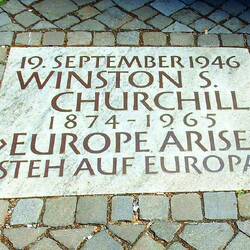 19. SEPTEMBER 1946
WINSTON S.
CHURCHILL
1874-1965
›EUROPE ARISE
STEH AUF EUROPA